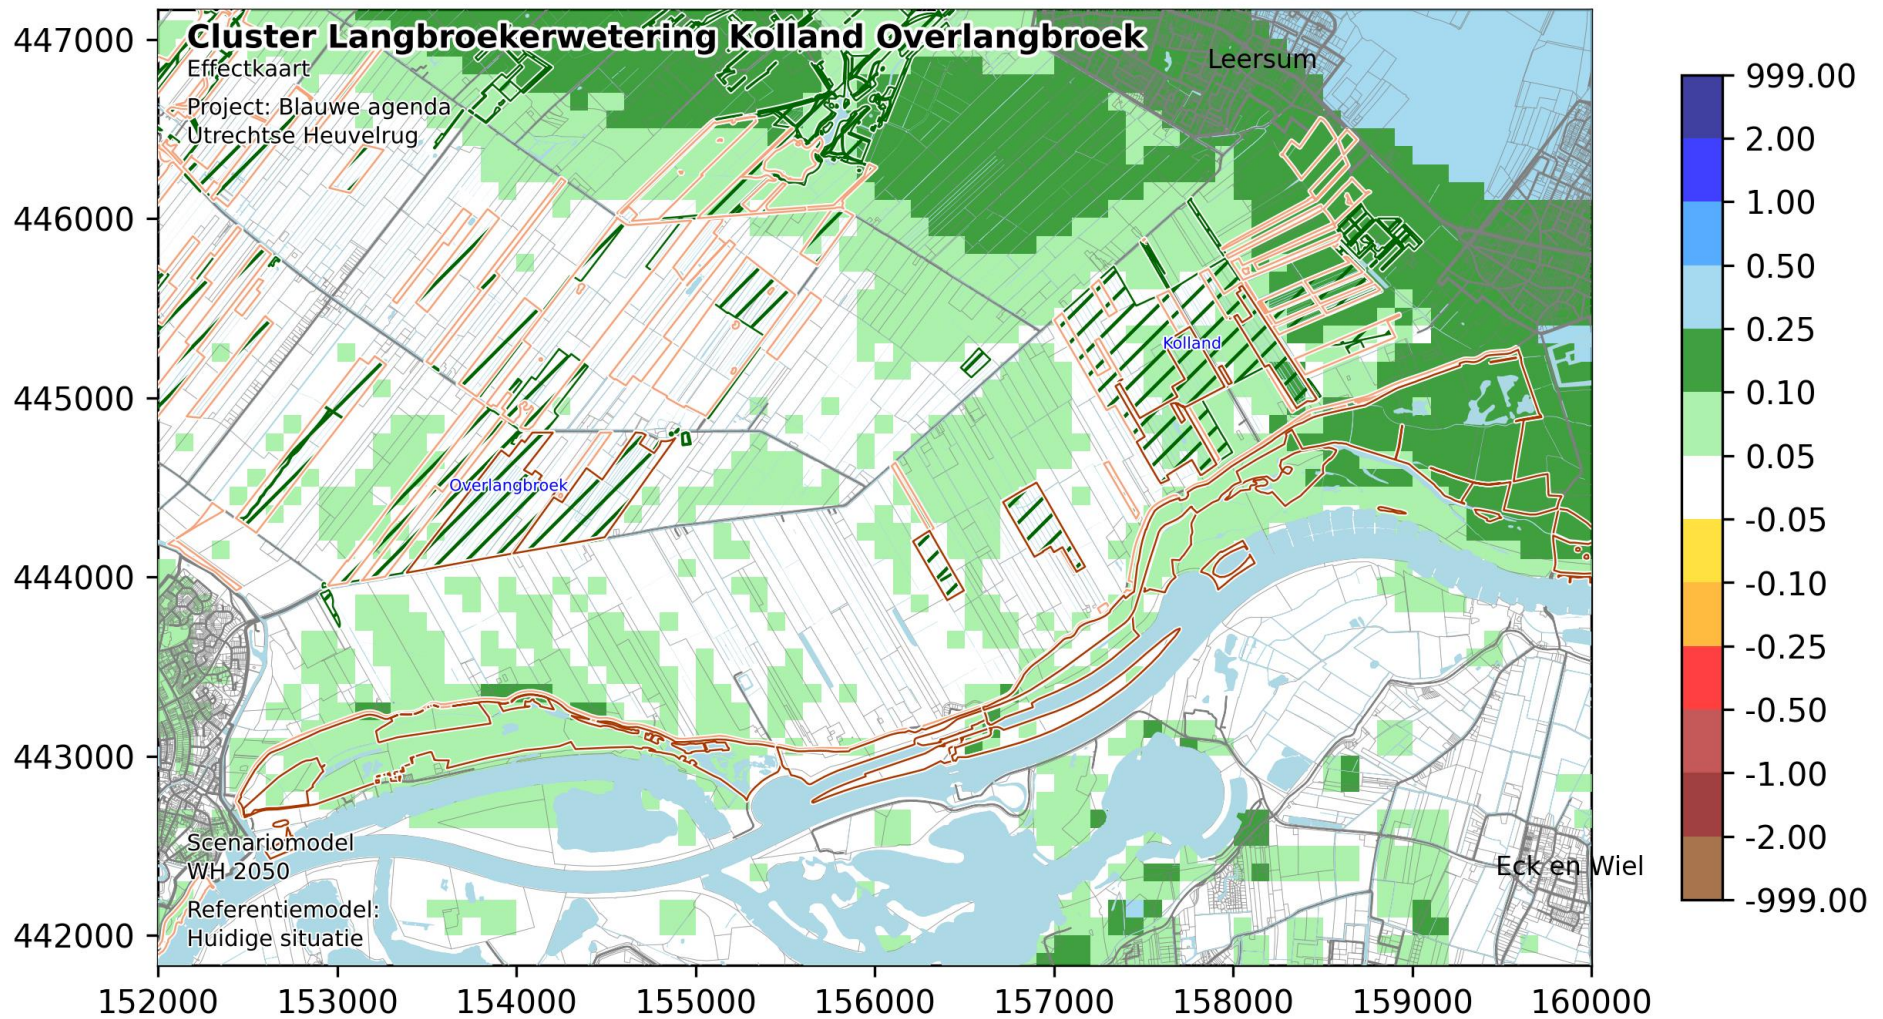 Cluster Langbroekerwetering Kolland Overlangbroek
Effectkaart
Project: Blauwe agenda
Utrechtse Heuvelrug
Leersum
Kolland
Overlangbroek
Scenariomodel
WH 2050
Referentiemodel:
Huidige situatie
Eck en Wiel
447000
446000
445000
444000
443000
442000
152000 153000 154000 155000 156000 157000 158000 159000 160000
999.00
2.00
1.00
0.50
0.25
0.10
0.05
-0.05
-0.10
-0.25
-0.50
-1.00
-2.00
-999.00